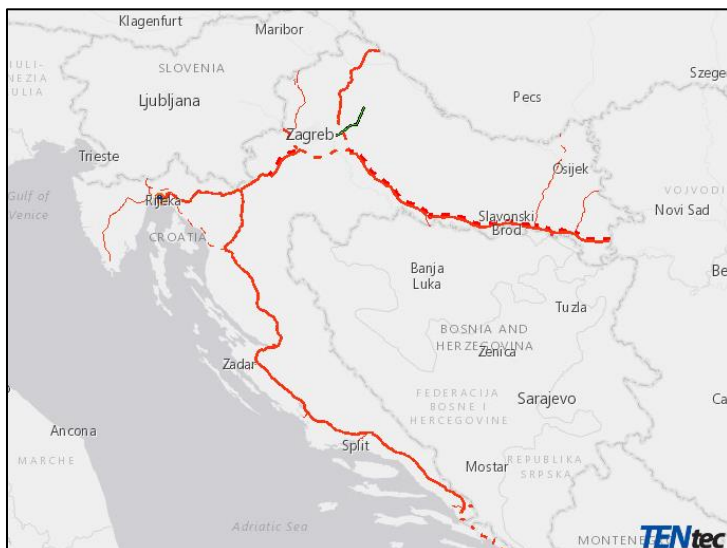 Klagenfurt
Maribor
SLOVENIA
Szege
Pecs
Ljubljana
Zagreb
Trieste
Osijek
VOJVOD
Gulf of
Venice
Rijeka
Slavonski
Brod
Novi Sad
CROATIA
Banja
Luka
Be
Tuzla
BOSNIA AND
HERZEGOVINA
Zenica
Zadar
FEDERACIJA
BOSNE I
HERCEGOVINE
Sarajevo
Ca
Ancona
Split
MARCHE
REPUBLIKA
SRPSKA
Mostar
Adriatic Sea
MONTENEG
TENtec